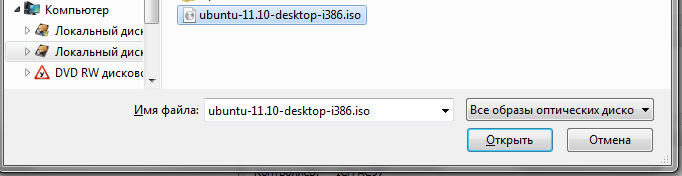 Компьютер
Локальный диск
Локальный диск
DVD RW дисково
ubuntu-11.10-desktop-i386.iso
Имя файла:
ubuntu-11.10-desktop-i386.iso
Все образы оптических диско
Открыть
Отмена